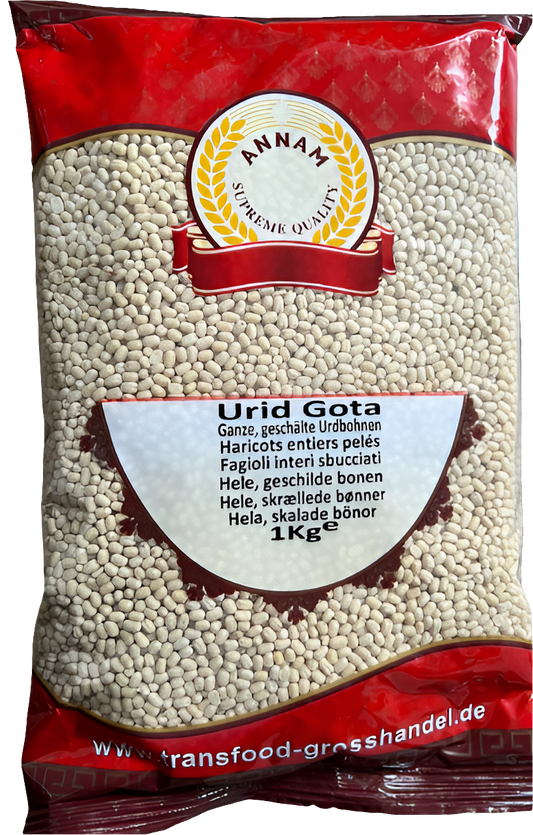 ANNAM
SUPREME QUALITY
Urid Gota
Ganze, geschälte Urdbohnen
Haricots entiers pelés
Fagioli interi sbucciati
Hele, geschilde bonen
Hele, skrællede bønner
Hela, skalade bönor
1Kg℮
www.transfood-grosshandel.de